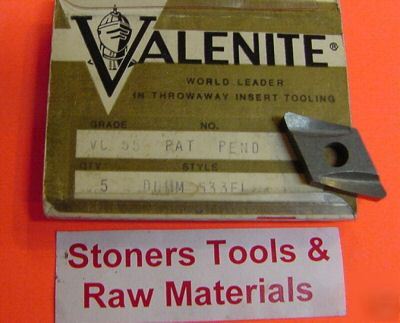 VALENITE®
WORLD LEADER
IN THROWAWAY INSERT TOOLING
GRADE NO.
VC 55 PAT PEND
QTY. STYLE
5 533EL
Stoners Tools &
Raw Materials